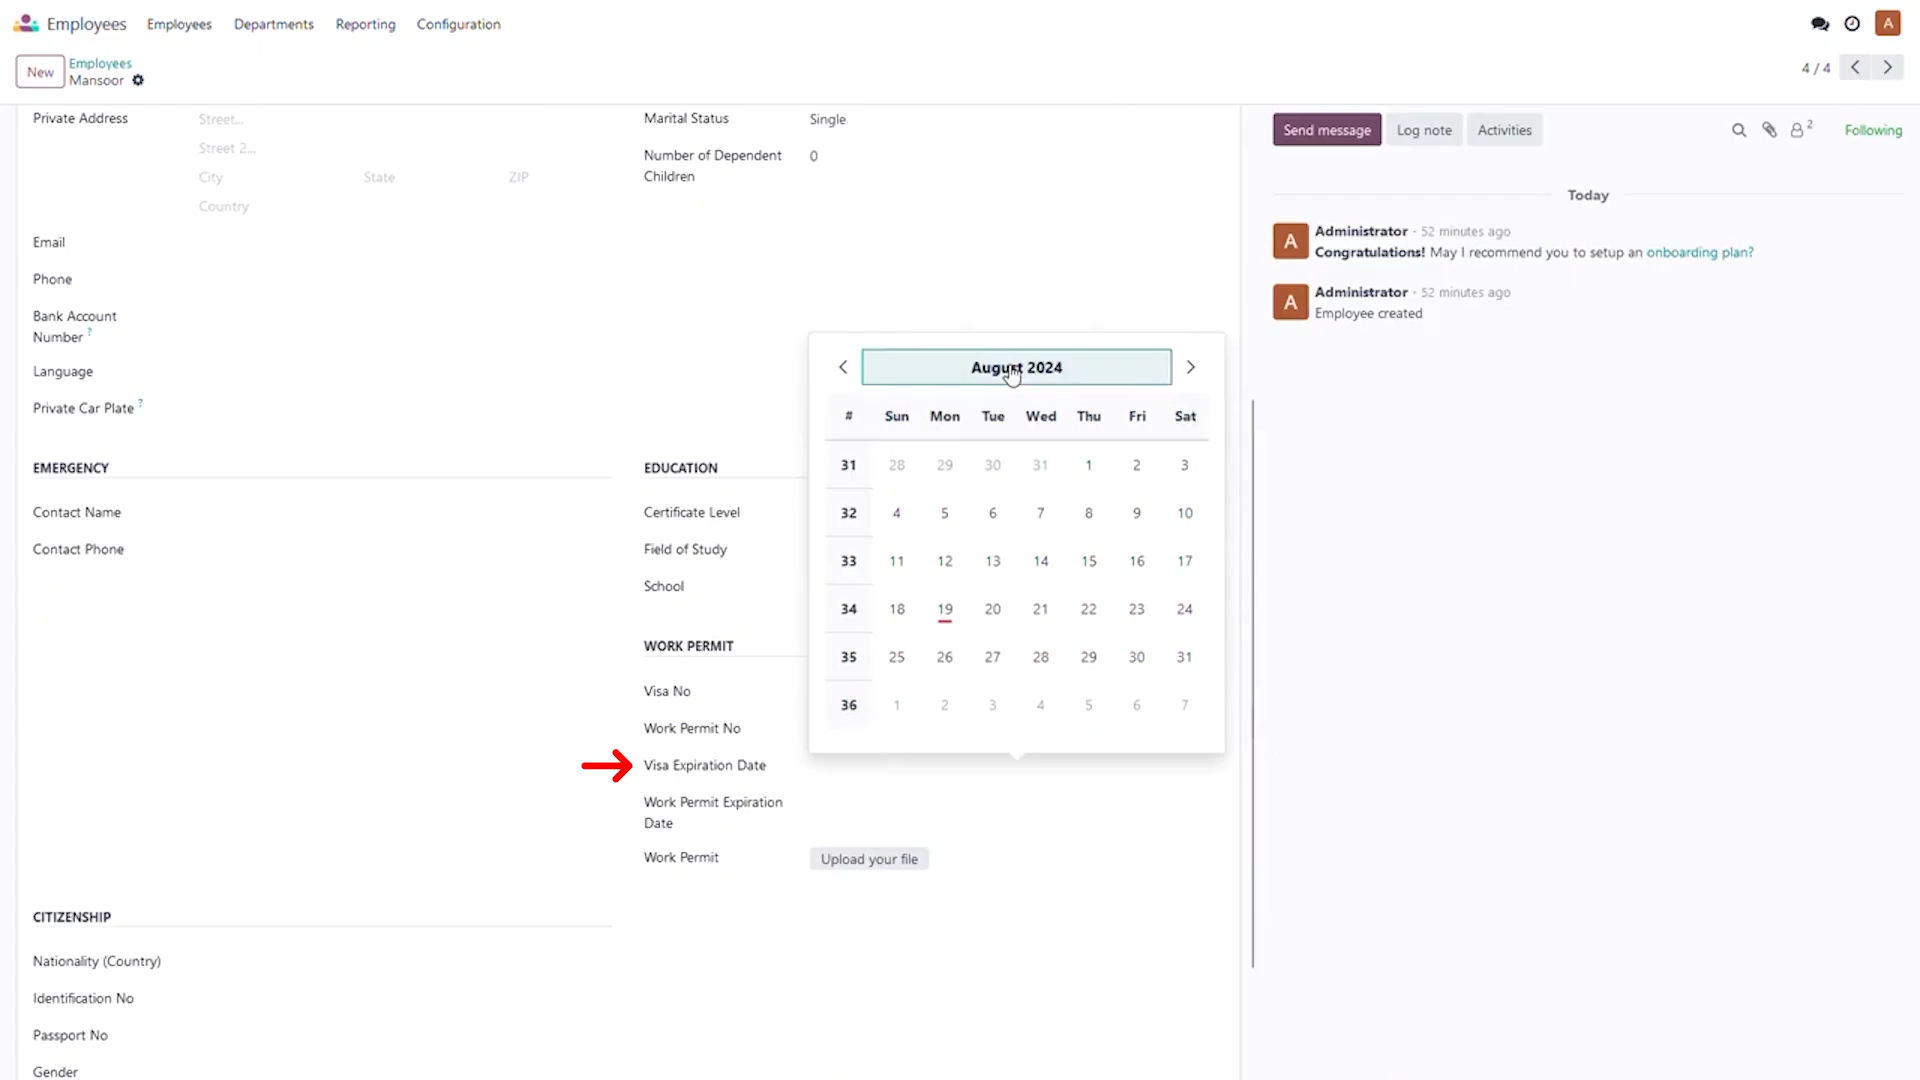 Employees Employees Departments Reporting Configuration A
New Employees 4 / 4
Mansoor
Private Address Street...
Street 2...
City State ZIP
Country
Email
Phone
Bank Account
Number ?
Language
Private Car Plate ?
Marital Status Single
Number of Dependent 0
Children
EMERGENCY
Contact Name
Contact Phone
EDUCATION
Certificate Level
Field of Study
School
WORK PERMIT
Visa No
Work Permit No
Visa Expiration Date
Work Permit Expiration
Date
Work Permit Upload your file
August 2024
# Sun Mon Tue Wed Thu Fri Sat
31 28 29 30 31 1 2 3
32 4 5 6 7 8 9 10
33 11 12 13 14 15 16 17
34 18 19 20 21 22 23 24
35 25 26 27 28 29 30 31
36 1 2 3 4 5 6 7
CITIZENSHIP
Nationality (Country)
Identification No
Passport No
Gender
Send message Log note Activities 2 Following
Today
A Administrator - 52 minutes ago
Congratulations! May I recommend you to setup an onboarding plan?
A Administrator - 52 minutes ago
Employee created